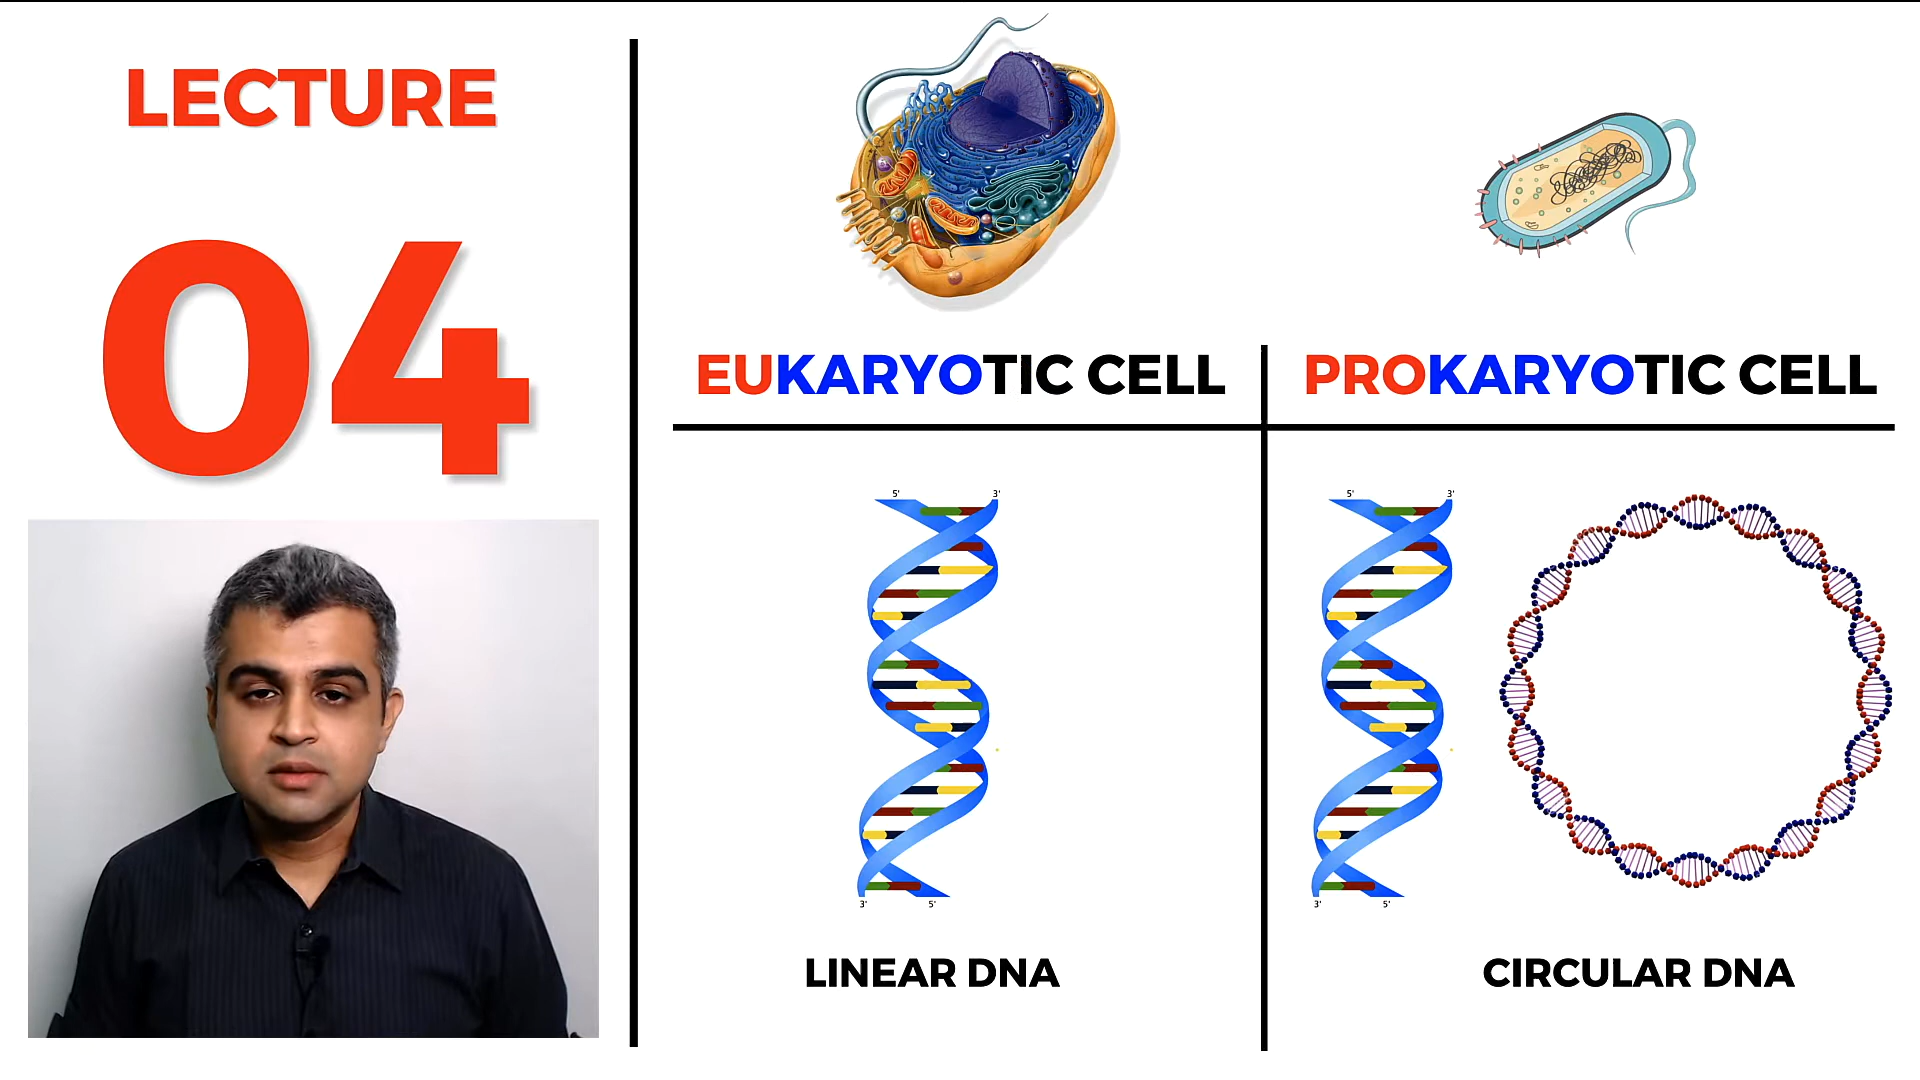 LECTURE
04
EUKARYOTIC CELL
PROKARYOTIC CELL
5' 3'
5' 3'
3' 5'
3' 5'
LINEAR DNA
CIRCULAR DNA